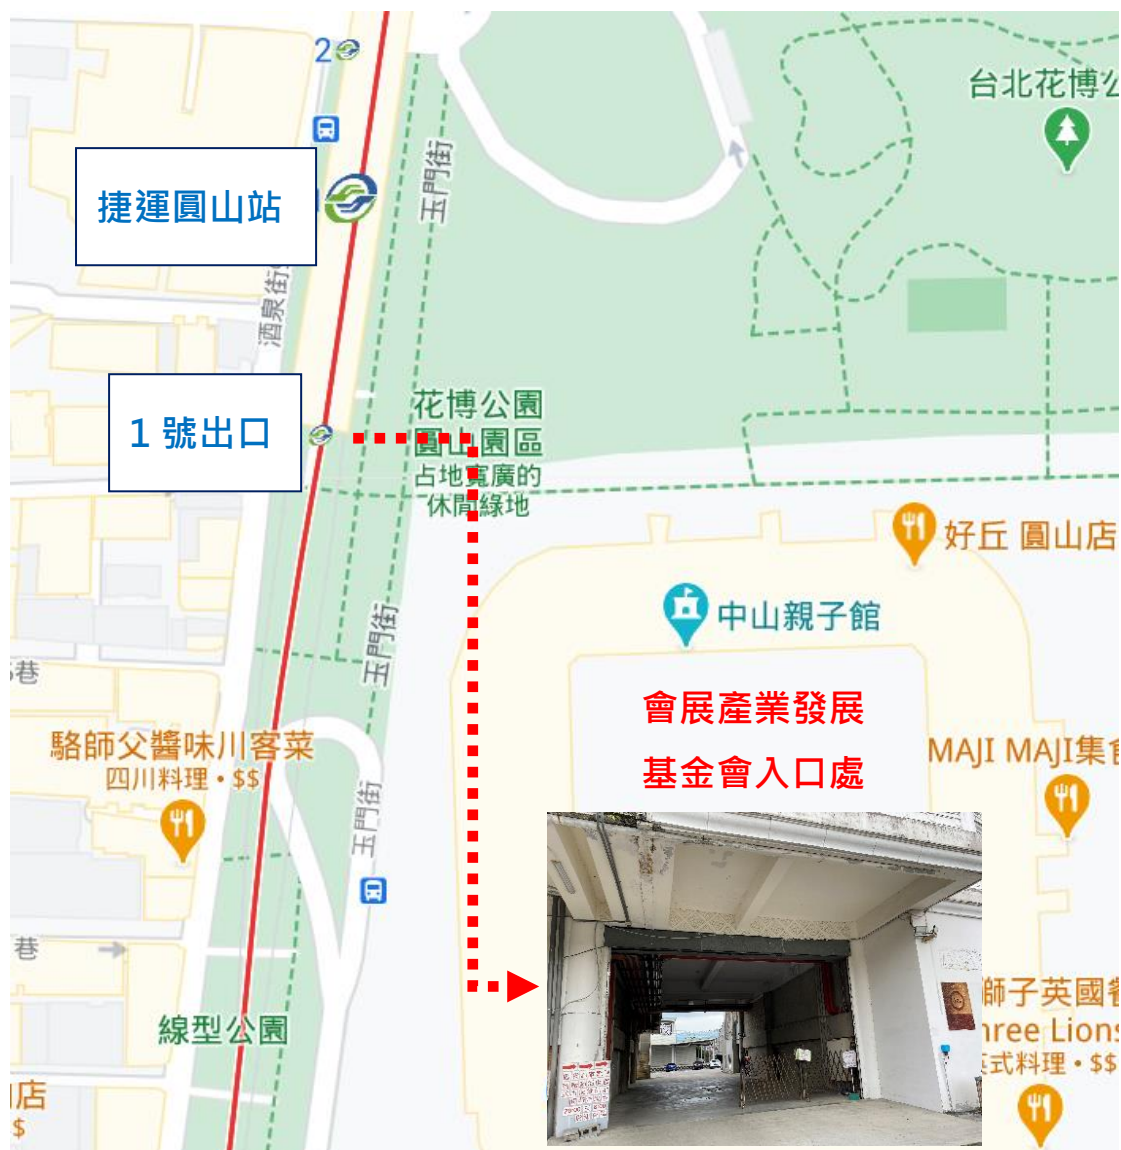 2
台北花博公
捷運圓山站
玉門街
酒泉街
1 號出口
花博公園
圓山園區
占地寬廣的
休閒綠地
好丘 圓山店
中山親子館
玉門街
巷
會展產業發展
基金會入口處
駱師父醬味川客菜
四川料理・$$
MAJI MAJI集食
玉門街
巷
線型公園
獅子英國餐
hree Lions
英式料理・$$
店
$